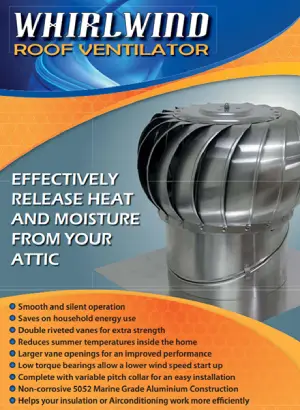 WHIRLWIND
ROOF VENTILATOR
EFFECTIVELY
RELEASE HEAT
AND MOISTURE
FROM YOUR
ATTIC
Smooth and silent operation
Saves on household energy use
Double riveted vanes for extra strength
Reduces summer temperatures inside the home
Larger vane openings for an improved performance
Low torque bearings allow a lower wind speed start up
Complete with variable pitch collar for an easy installation
Non-corrosive 5052 Marine Grade Aluminium Construction
Helps your insulation or Airconditioning work more efficiently